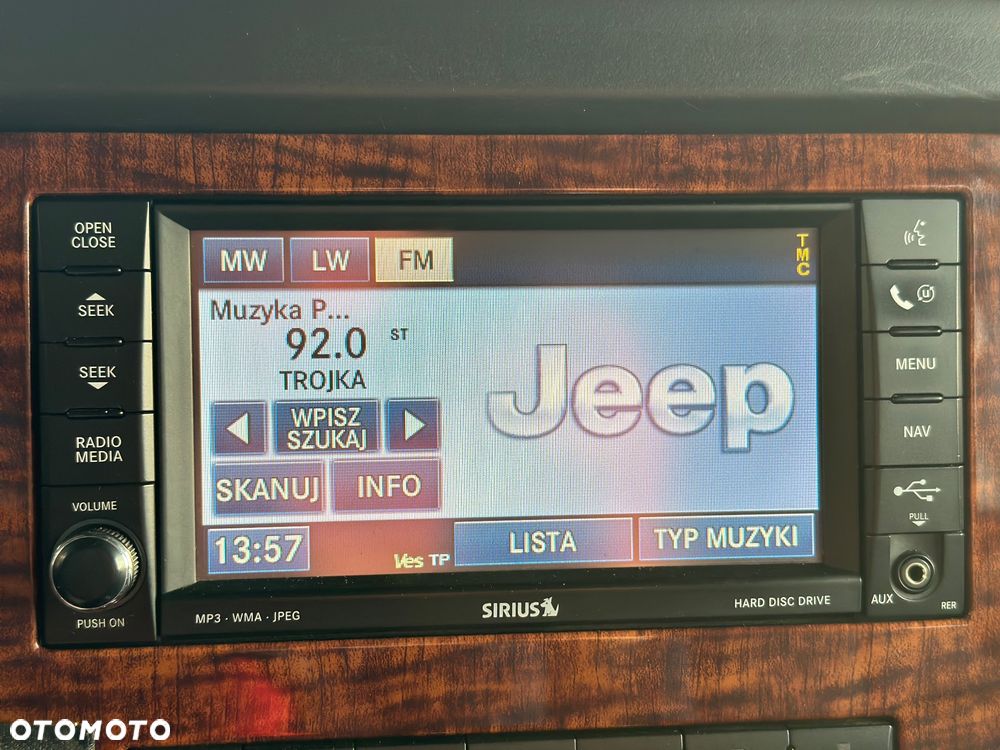 OPEN
CLOSE
SEEK
SEEK
RADIO
MEDIA
VOLUME
PUSH ON
MW
LW
FM
TMC
Muzyka P...
92.0
ST
TROJKA
WPISZ
SZUKAJ
SKANUJ
INFO
Jeep
13:57
Ves TP
LISTA
TYP MUZYKI
MP3 · WMA · JPEG
SIRIUS
HARD DISC DRIVE
u
MENU
NAV
PULL
AUX
RER
OTOMOTO